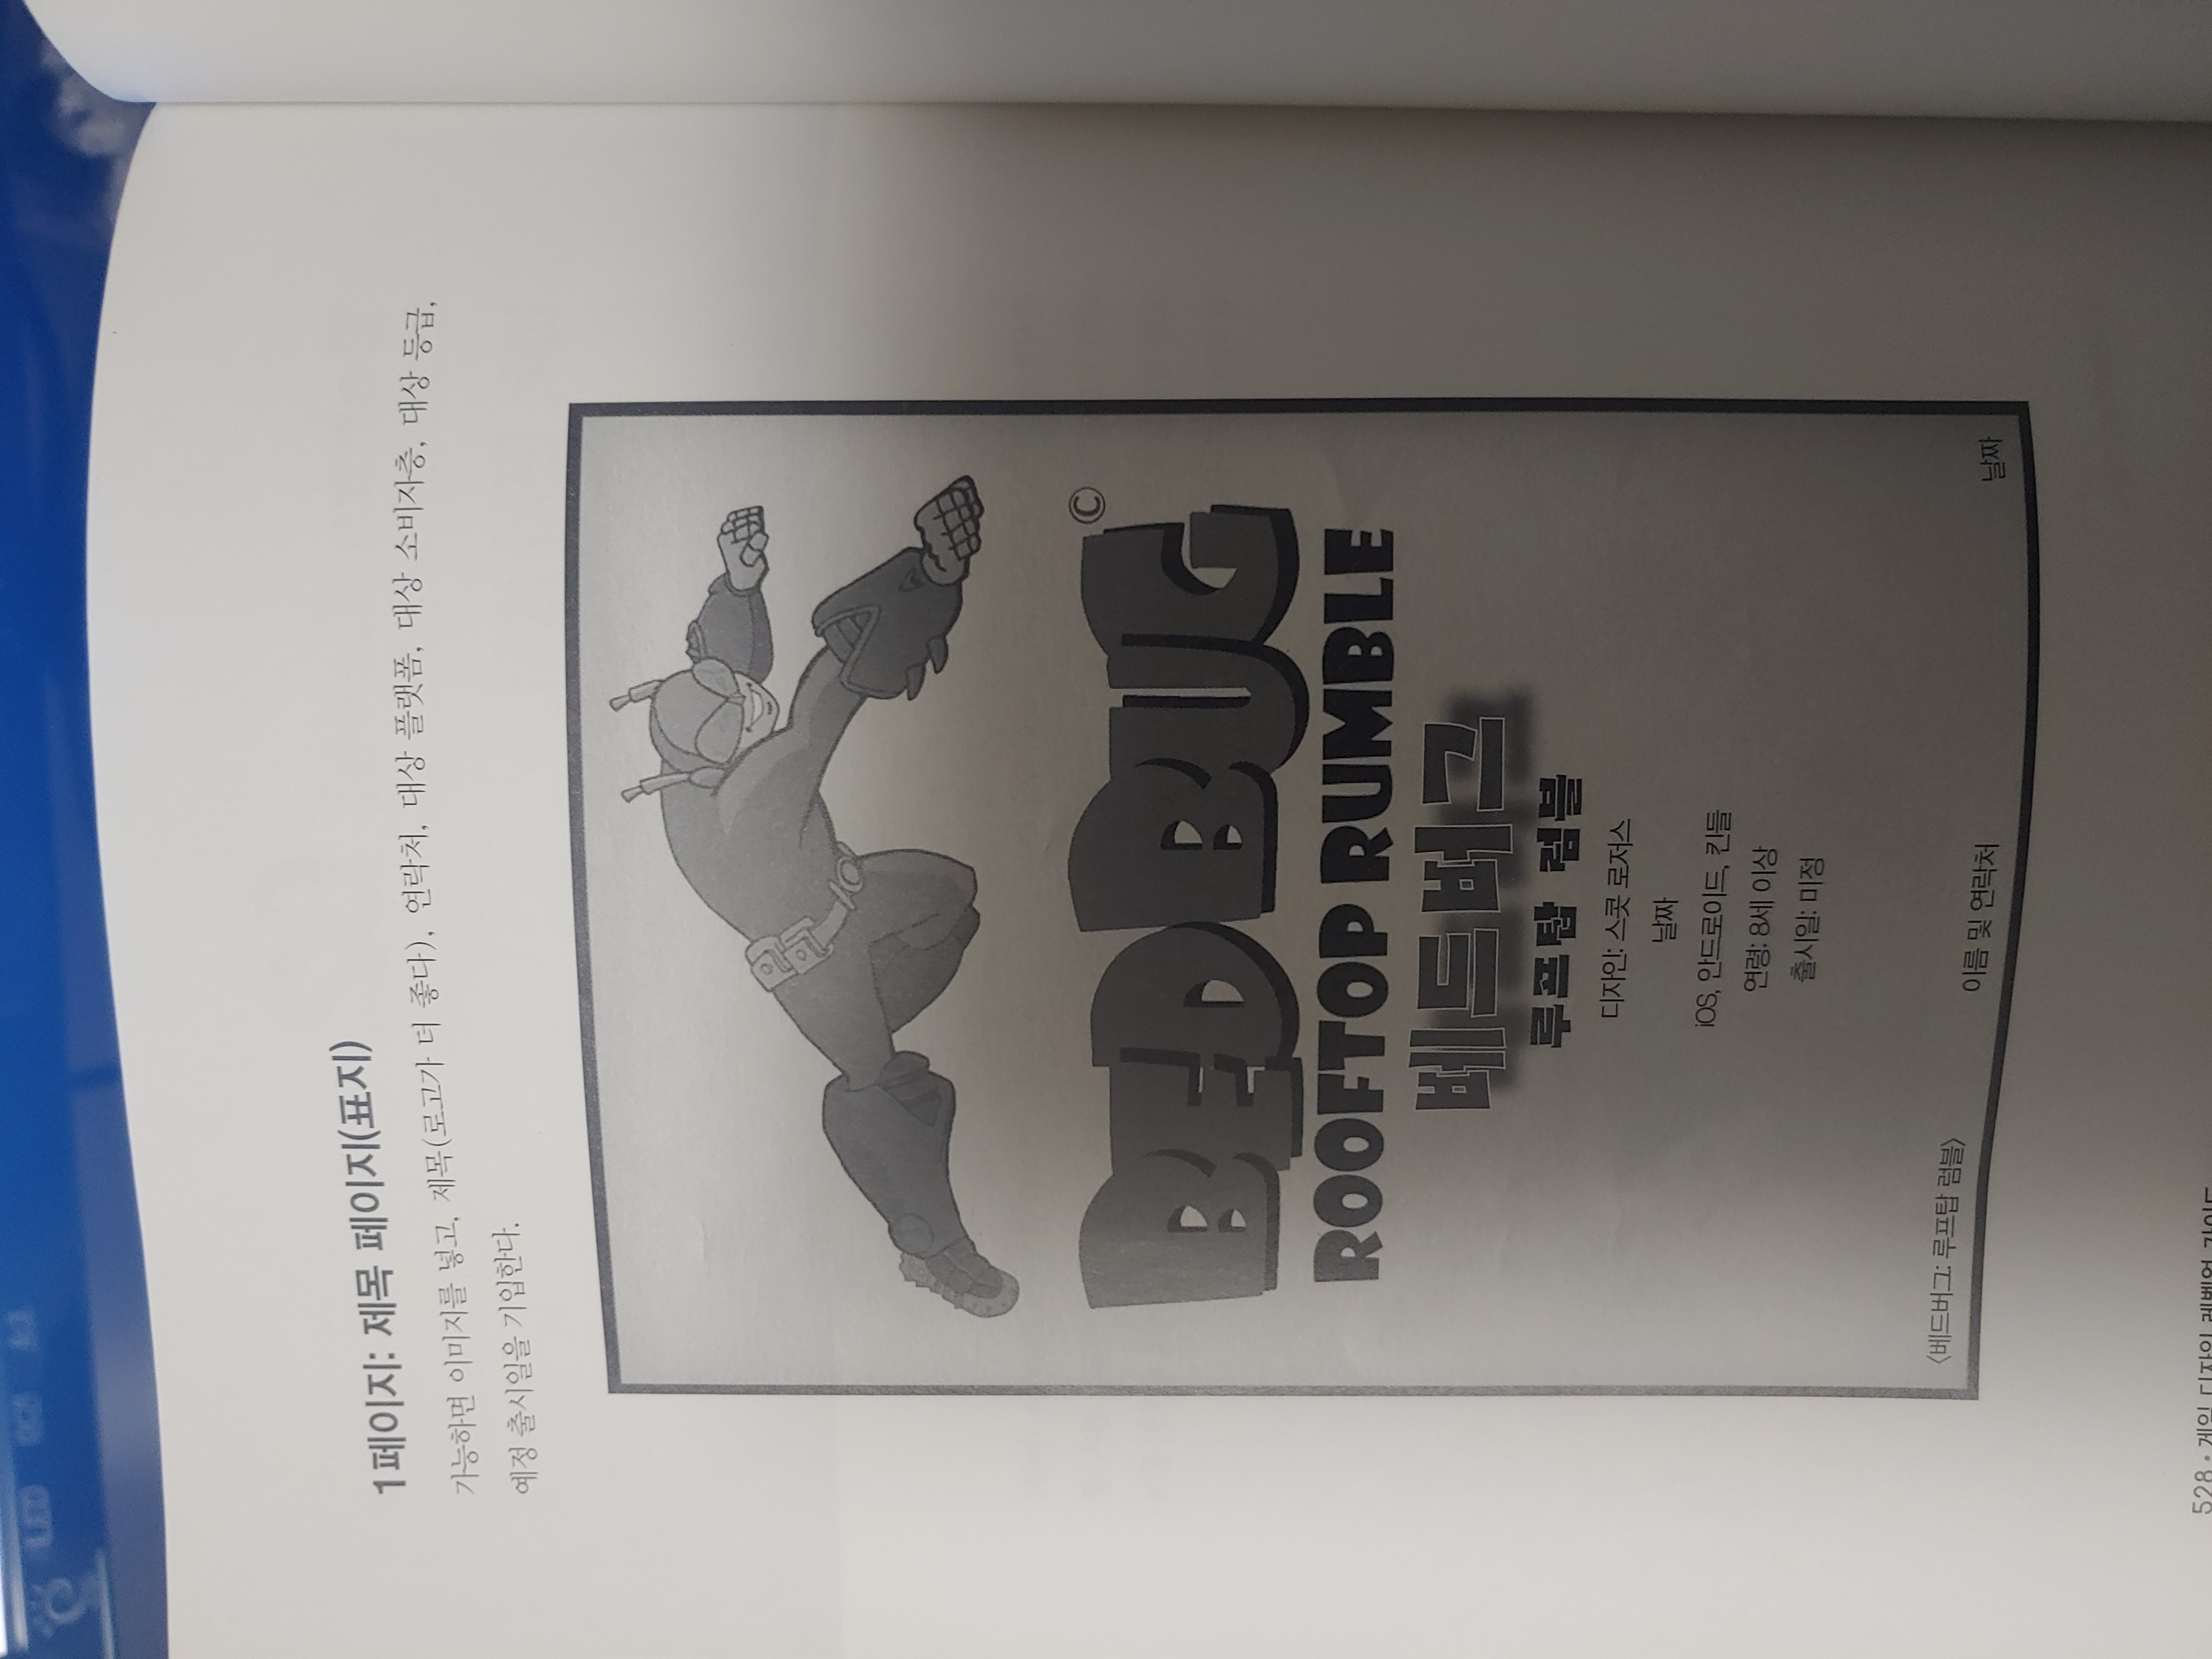 1페이지: 제목 페이지(표지)
가능하면 이미지를 넣고, 제목(로고가 더 좋다), 연락처, 대상 플랫폼, 대상 소비자층, 대상 등급,
예정 출시일을 기입한다.
BEDBUG ©
ROOFTOP RUMBLE
베드버그
루프탑 럼블
디자인: 스콧 로저스
날짜
iOS, 안드로이드, 킨들
연령: 8세 이상
출시일: 미정
〈베드버그: 루프탑 럼블〉
이름 및 연락처
날짜
528 • 게임 디자인 레벨업 가이드